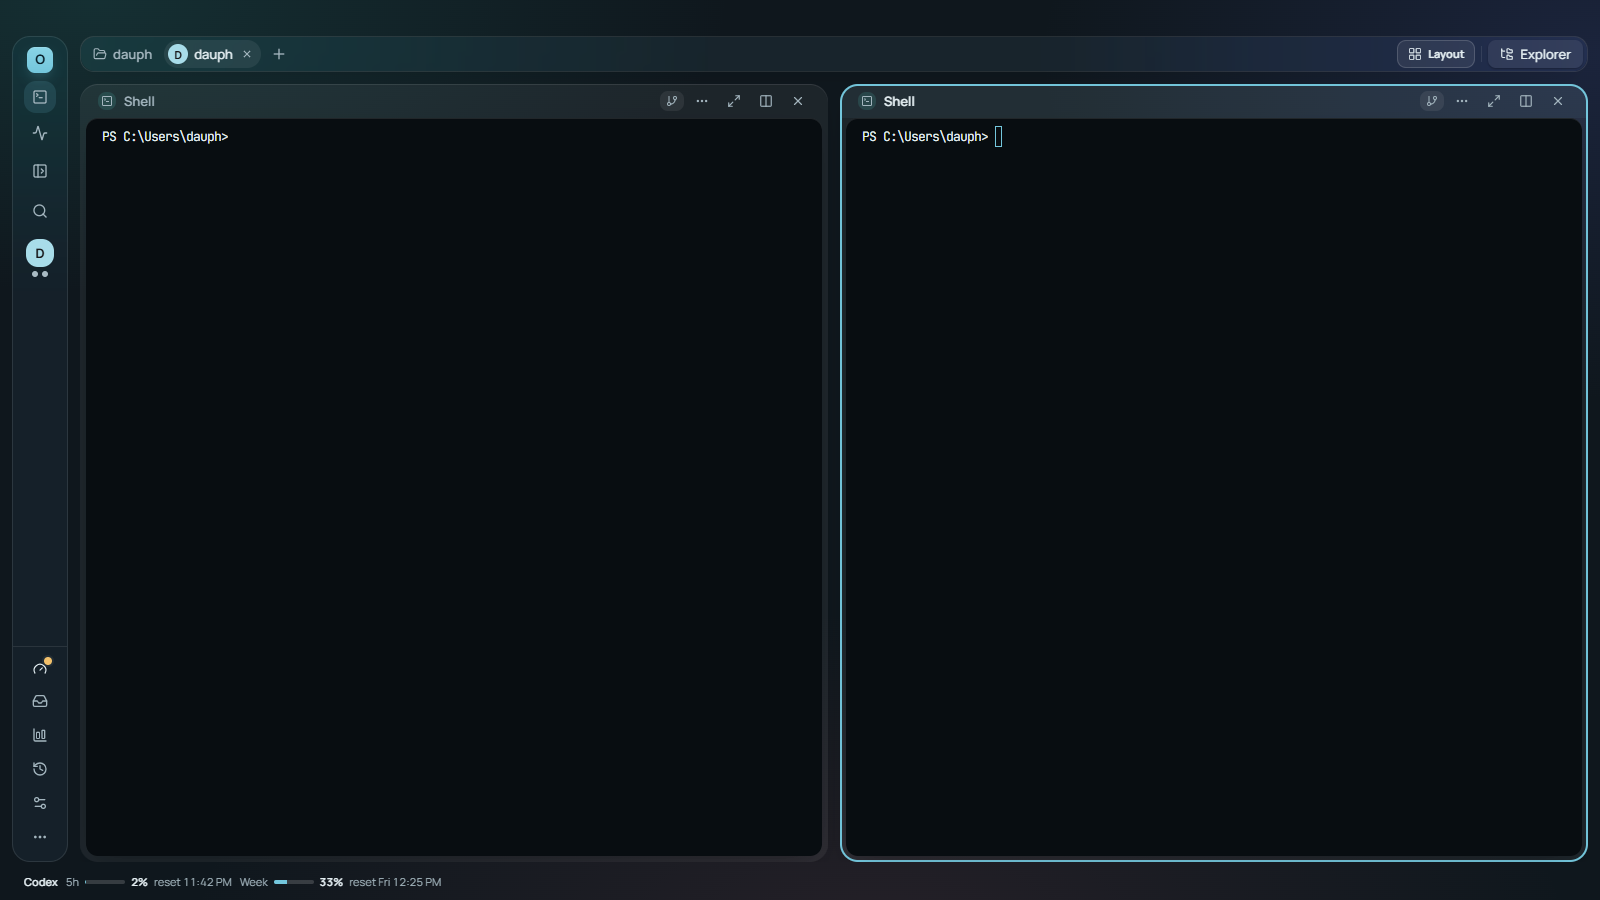 O
dauph D dauph
Layout Explorer
Shell
PS C:\Users\dauph>
Shell
PS C:\Users\dauph>
D
Codex 5h 2% reset 11:42 PM Week 33% reset Fri 12:25 PM